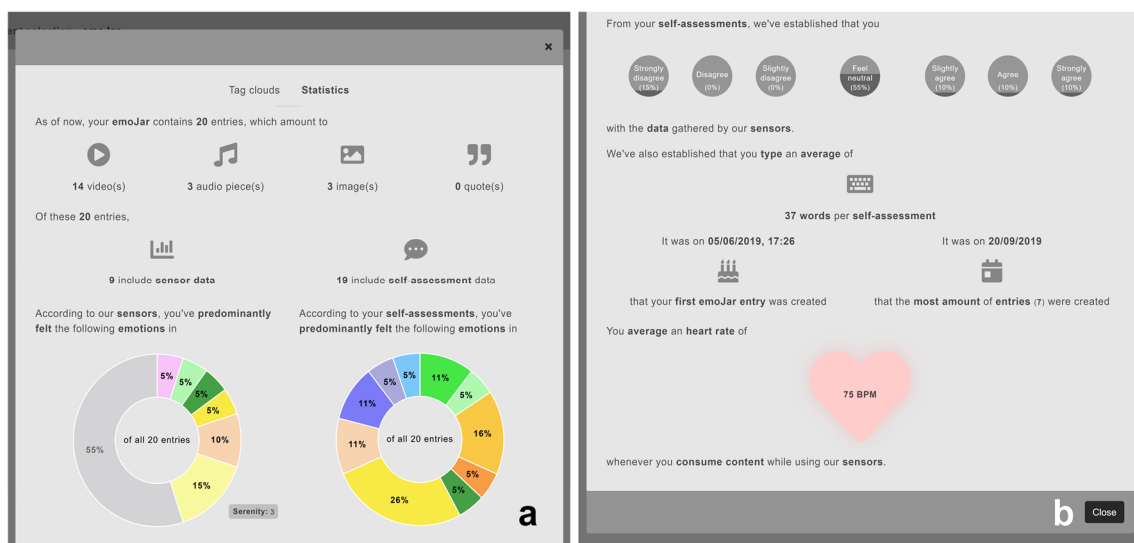 Tag clouds Statistics
As of now, your emoJar contains 20 entries, which amount to
14 video(s) 3 audio piece(s) 3 image(s) 0 quote(s)
Of these 20 entries,
9 include sensor data 19 include self-assessment data
According to our sensors, you've predominantly
felt the following emotions in
5%
5%
5%
5%
10%
15%
55%
of all 20 entries
Serenity: 3
According to your self-assessments, you've
predominantly felt the following emotions in
11%
5%
16%
5%
5%
26%
11%
11%
5%
5%
of all 20 entries
a
From your self-assessments, we've established that you
Strongly
disagree
(15%)
Disagree
(0%)
Slightly
disagree
(0%)
Feel
neutral
(55%)
Slightly
agree
(10%)
Agree
(10%)
Strongly
agree
(10%)
with the data gathered by our sensors.
We've also established that you type an average of
37 words per self-assessment
It was on 05/06/2019, 17:26
that your first emoJar entry was created
It was on 20/09/2019
that the most amount of entries (7) were created
You average an heart rate of
75 BPM
whenever you consume content while using our sensors.
b
Close